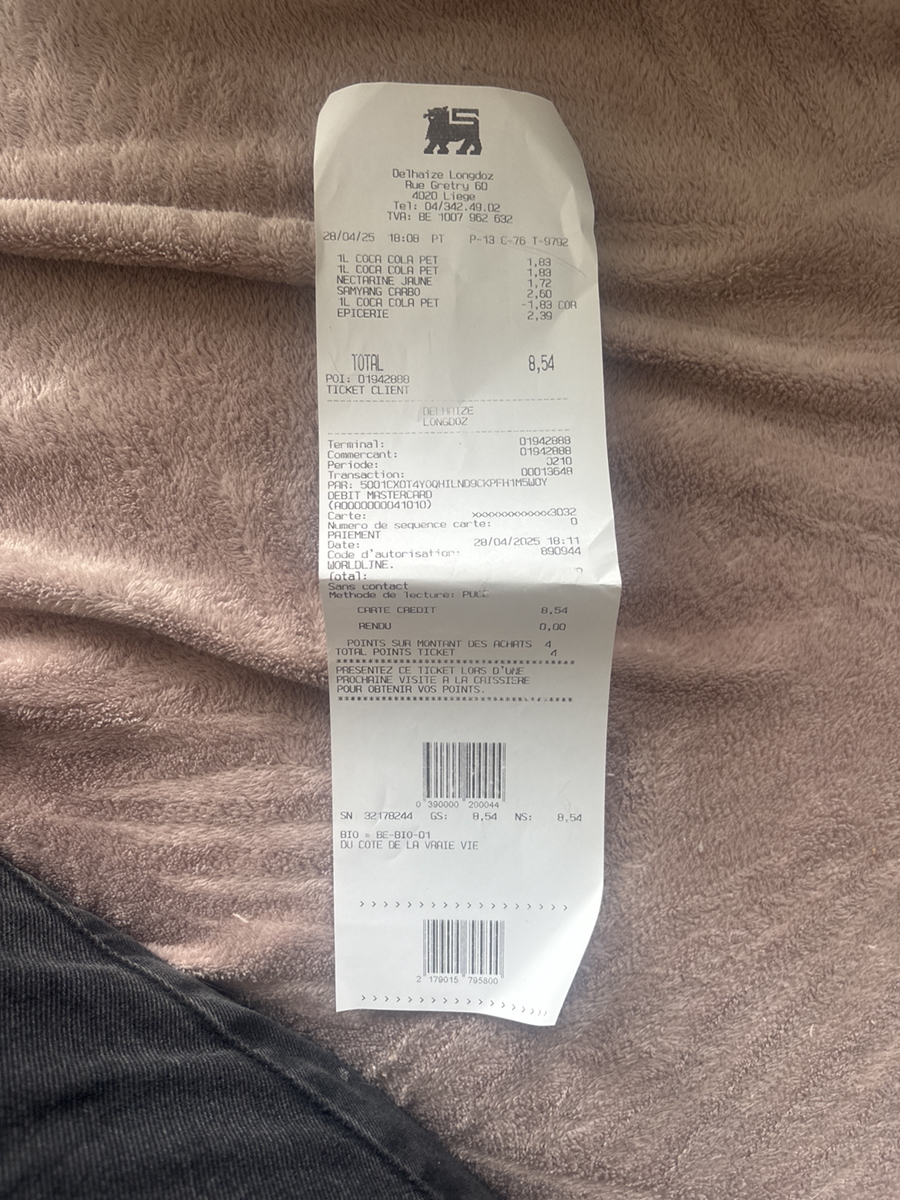 Delhaize Longdoz
Rue Gretry 60
4020 Liege
Tel: 04/342.49.02
TVA: BE 1007 962 632
28/04/25 18:08 PT P-13 C-76 T-9792
1L COCA COLA PET 1,83
1L COCA COLA PET 1,83
NECTARINE JAUNE 1,72
SAMYANG CARBO 2,60
1L COCA COLA PET -1,83 COR
EPICERIE 2,39
TOTAL 8,54
POI: 01942888
TICKET CLIENT
DELHAIZE
LONGDOZ
Terminal: 01942888
Commercant: 01942888
Periode: 0210
Transaction: 00013648
PAR:
DEBIT MASTERCARD
(A0000000041010)
Carte: xxxxxxxxxxxxx3032
Numero de sequence carte: 0
PAIEMENT
Date: 28/04/2025 18:11
Code d'autorisation: 890944
WORLDLINE.
Total:
Sans contact
Methode de lecture:
CARTE CREDIT 8,54
RENDU 0,00
POINTS SUR MONTANT DES ACHATS 4
TOTAL POINTS TICKET 4
PRESENTEZ CE TICKET LORS D'UNE
PROCHAINE VISITE A LA CAISSIERE
POUR OBTENIR VOS POINTS.
0 390000 200044
SN 32178244 GS: 8,54 NS: 8,54
BIO = BE-BIO-01
DU COTE DE LA VRAIE VIE
> > > > > > > > > > > > > > > > > >
2 179015 795800
> > > > > > > > > > > > > > > > > >